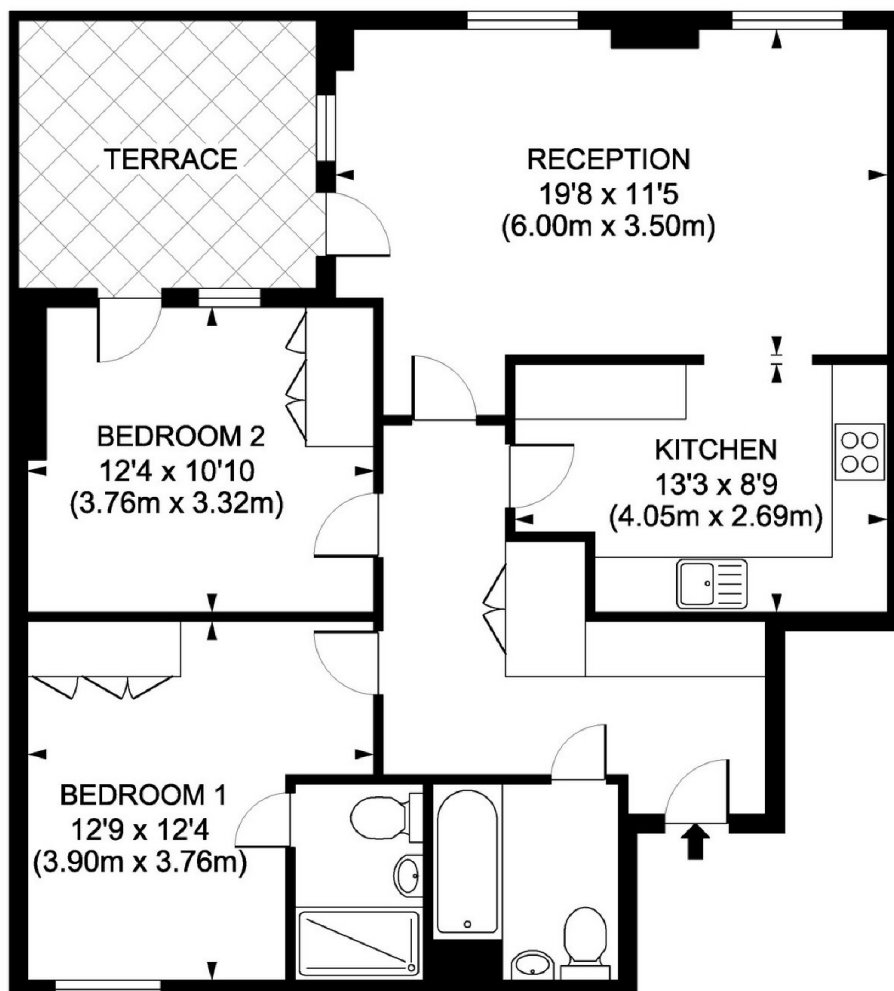 TERRACE
RECEPTION
19'8 x 11'5
(6.00m x 3.50m)
BEDROOM 2
12'4 x 10'10
(3.76m x 3.32m)
KITCHEN
13'3 x 8'9
(4.05m x 2.69m)
BEDROOM 1
12'9 x 12'4
(3.90m x 3.76m)